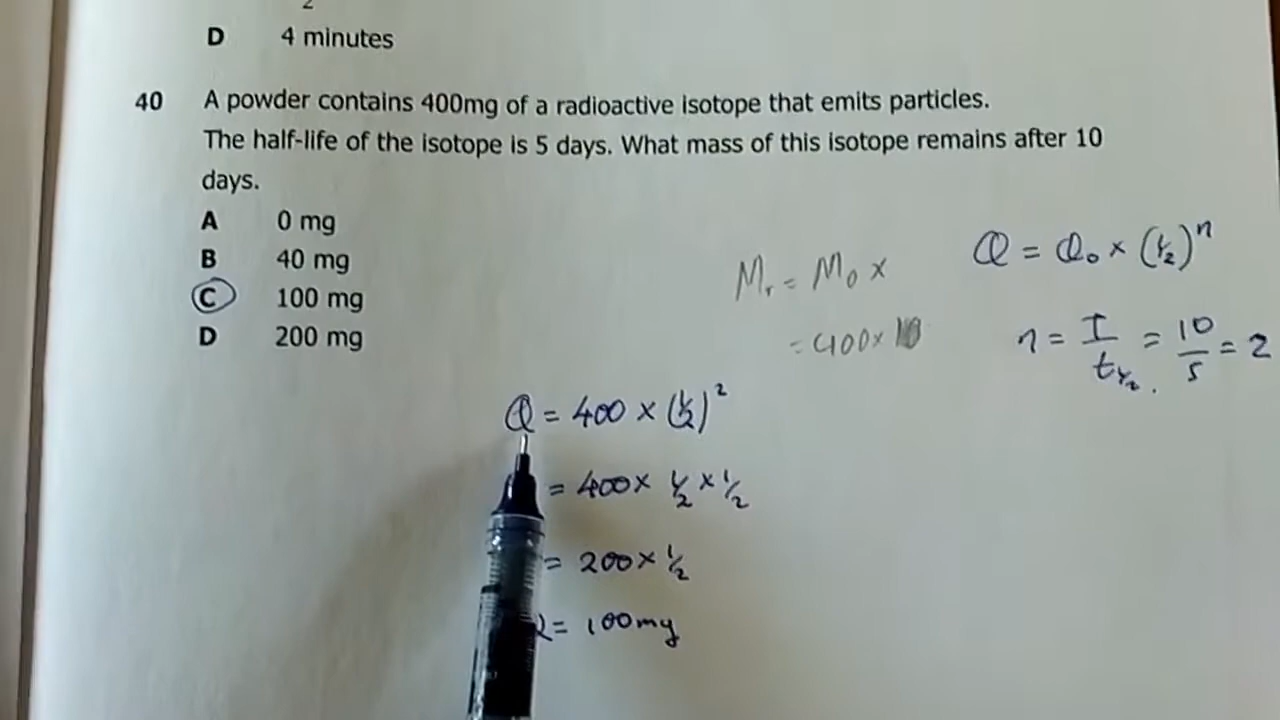 2
D 4 minutes
40 A powder contains 400mg of a radioactive isotope that emits particles.
The half-life of the isotope is 5 days. What mass of this isotope remains after 10
days.
A 0 mg
B 40 mg
C 100 mg
D 200 mg
Mr = M0 ×
= 400 × 10
Q = Q0 × (1/2)^n
n = T/t1/2 = 10/5 = 2
Q = 400 × (1/2)^2
= 400 × 1/2 × 1/2
= 200 × 1/2
= 100mg